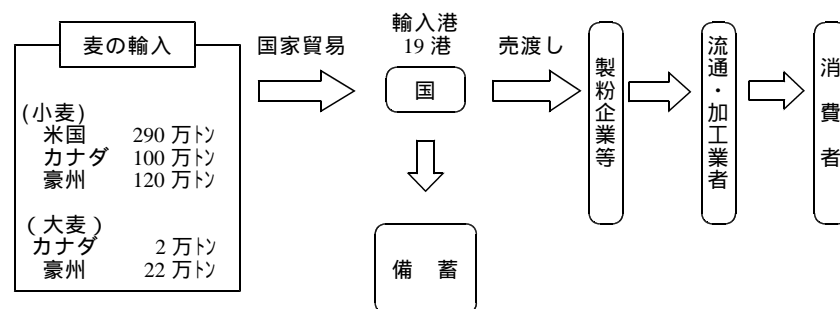 麦の輸入
(小麦)
米国 290 万トン
カナダ 100 万トン
豪州 120 万トン
(大麦)
カナダ 2 万トン
豪州 22 万トン
国家貿易
輸入港
19 港
国
備 蓄
売渡し
製粉企業等
流通・加工業者
消費者